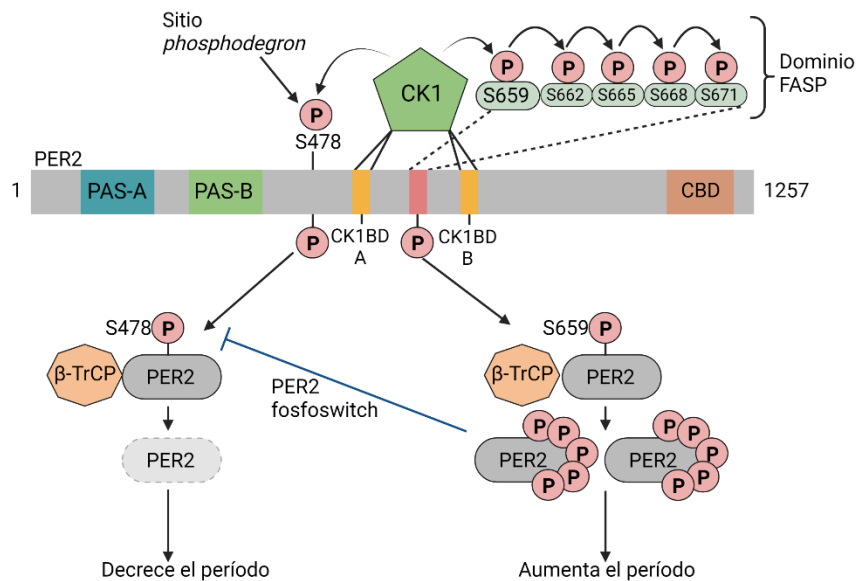 Sitio
phosphodegron
P
S478
CK1
P P P P P
S659 S662 S665 S668 S671
Dominio
FASP
PER2
1 PAS-A PAS-B CBD 1257
P
CK1BD
A
P
CK1BD
B
S478 P
β-TrCP PER2
PER2
Decrece el período
PER2
fosfoswitch
S659 P
β-TrCP PER2
PER2 P P P P P
PER2 P P P P P
Aumenta el período